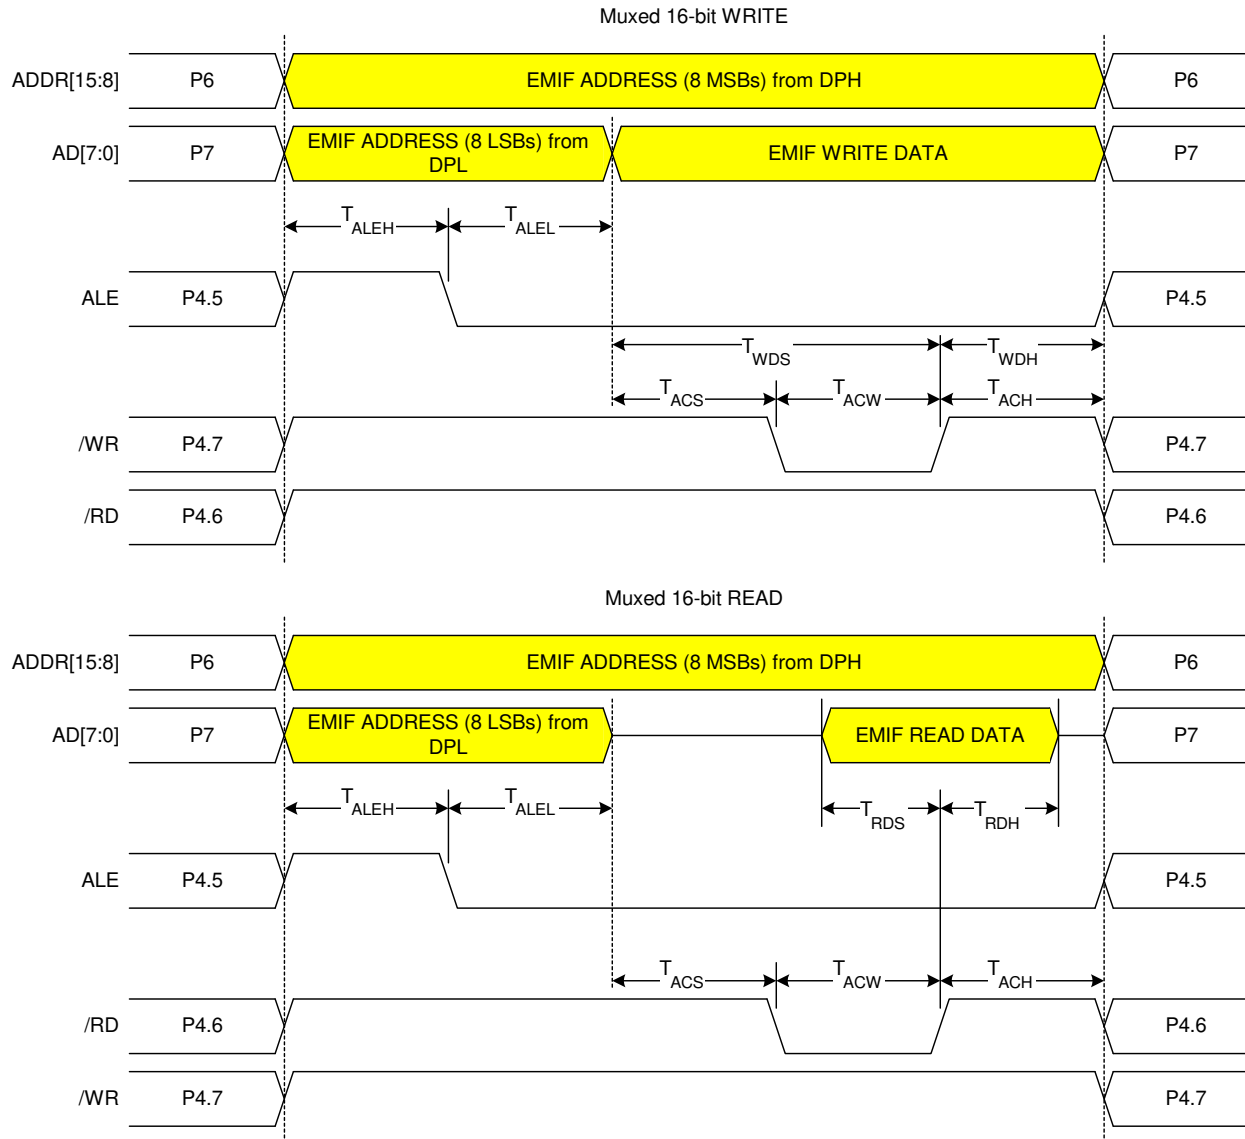 Muxed 16-bit WRITE
ADDR[15:8] P6 EMIF ADDRESS (8 MSBs) from DPH P6
AD[7:0] P7 EMIF ADDRESS (8 LSBs) from DPL EMIF WRITE DATA P7
TALEH TALEL
ALE P4.5 P4.5
TWDS TWDH
TACS TACW TACH
/WR P4.7 P4.7
/RD P4.6 P4.6
Muxed 16-bit READ
ADDR[15:8] P6 EMIF ADDRESS (8 MSBs) from DPH P6
AD[7:0] P7 EMIF ADDRESS (8 LSBs) from DPL EMIF READ DATA P7
TALEH TALEL TRDS TRDH
ALE P4.5 P4.5
TACS TACW TACH
/RD P4.6 P4.6
/WR P4.7 P4.7